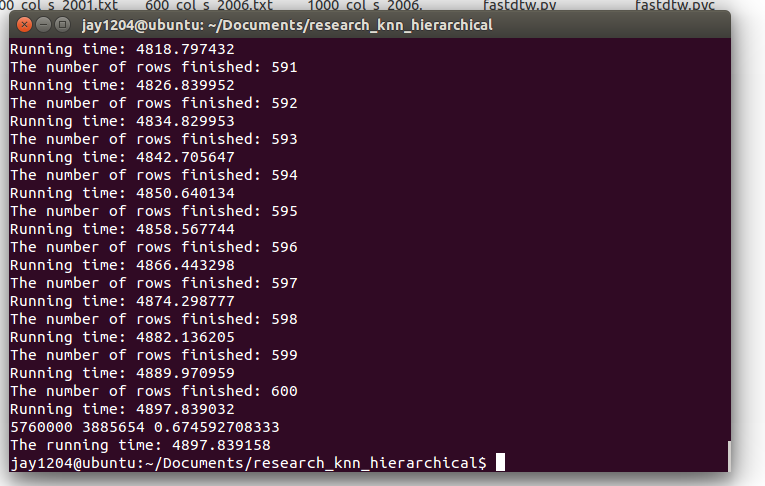 00_col_s_2001.txt 600_col_s_2006.txt 1000_col_s_2006. fastdtw.py fastdtw.pyc
jay1204@ubuntu: ~/Documents/research_knn_hierarchical
Running time: 4818.797432
The number of rows finished: 591
Running time: 4826.839952
The number of rows finished: 592
Running time: 4834.829953
The number of rows finished: 593
Running time: 4842.705647
The number of rows finished: 594
Running time: 4850.640134
The number of rows finished: 595
Running time: 4858.567744
The number of rows finished: 596
Running time: 4866.443298
The number of rows finished: 597
Running time: 4874.298777
The number of rows finished: 598
Running time: 4882.136205
The number of rows finished: 599
Running time: 4889.970959
The number of rows finished: 600
Running time: 4897.839032
5760000 3885654 0.674592708333
The running time: 4897.839158
jay1204@ubuntu:~/Documents/research_knn_hierarchical$